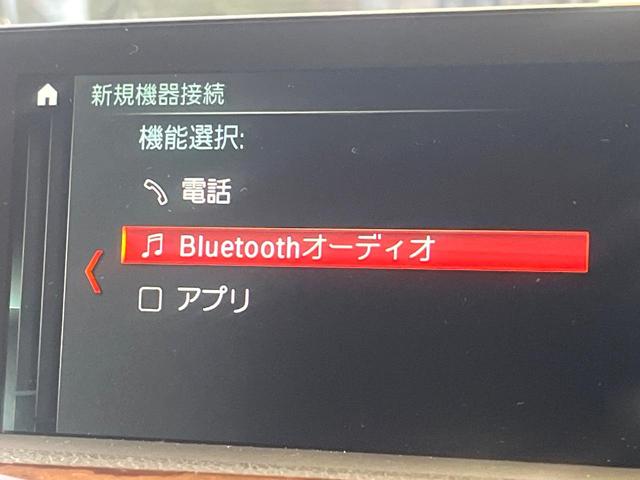 新規機器接続
機能選択:
電話
Bluetoothオーディオ
アプリ